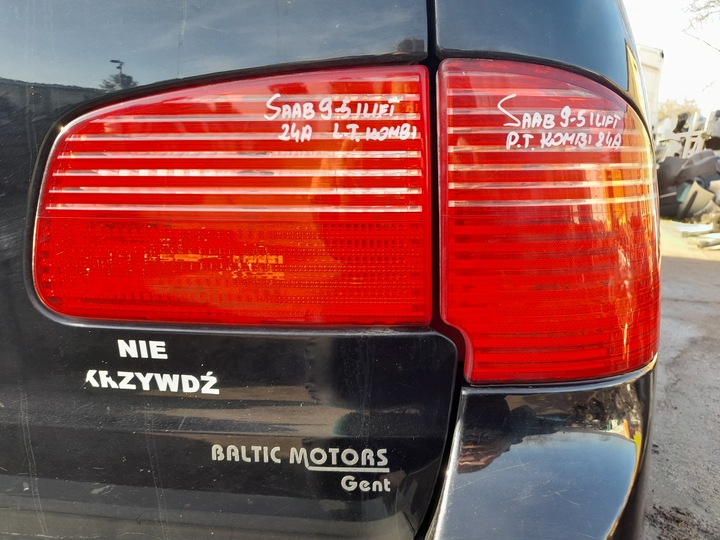 SAAB 9-5 I LIFT
24A L.T. KOMBI
SAAB 9-5 I LIFT
P.T. KOMBI 24A
NIE
KRZYWDŹ
BALTIC MOTORS
Gent